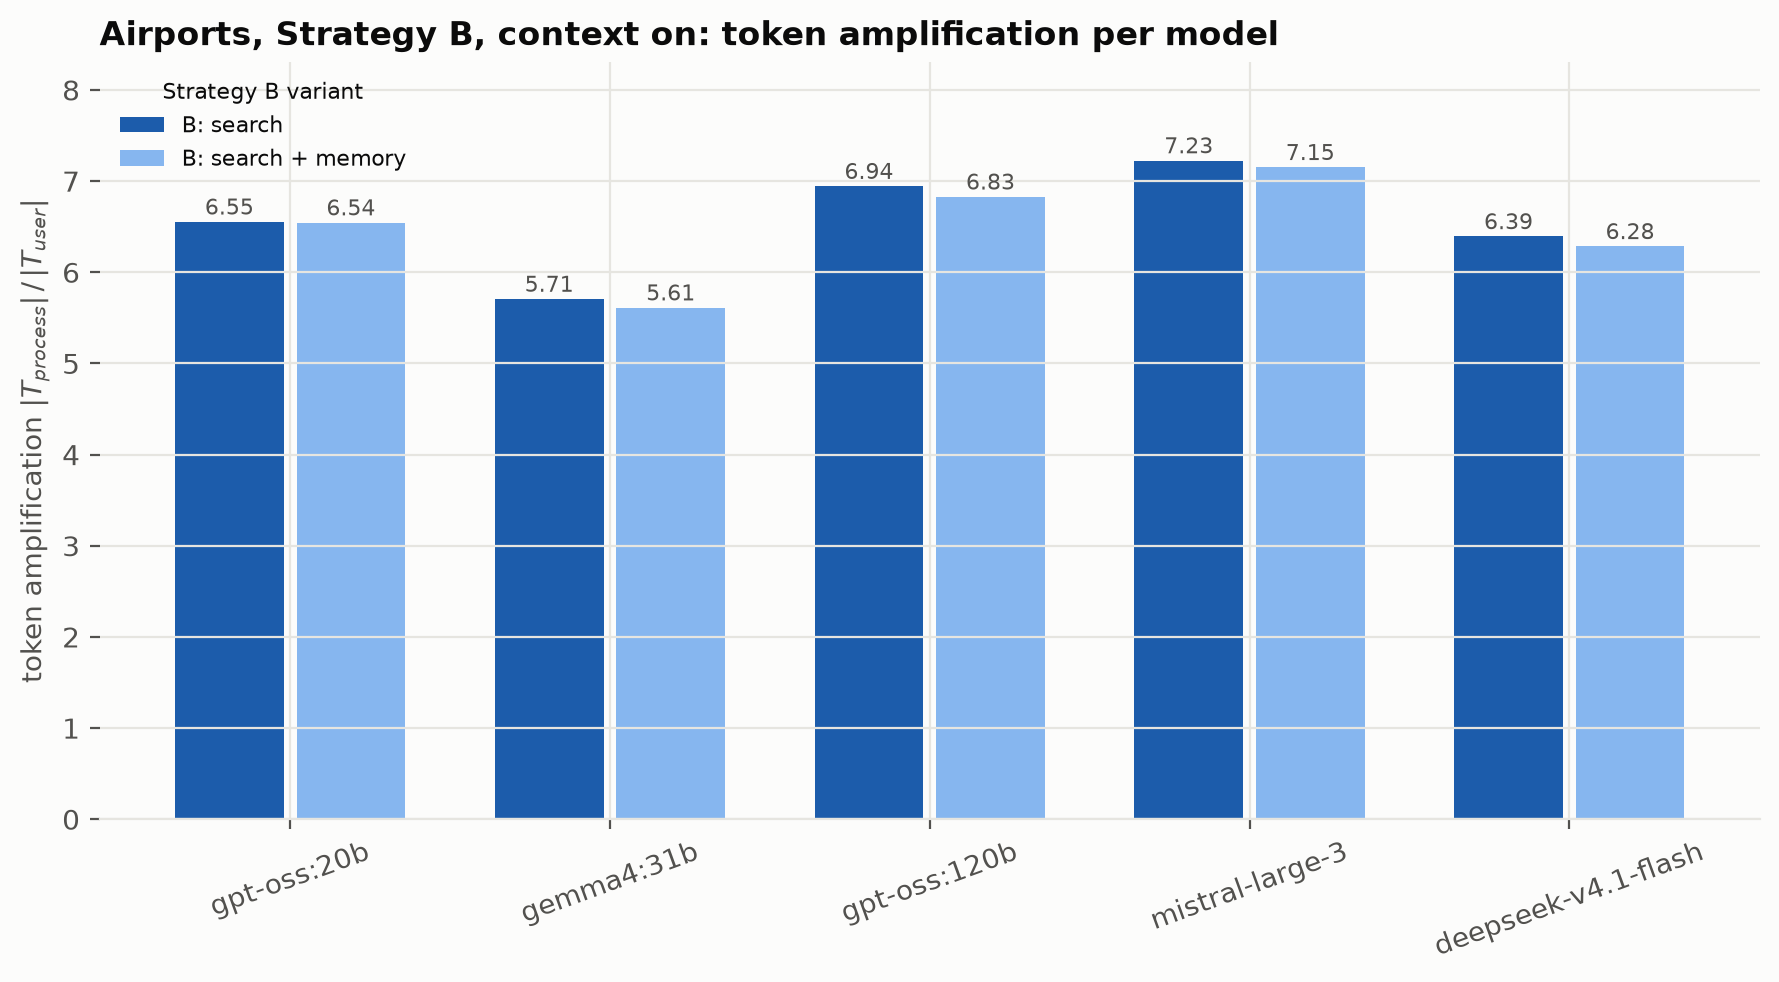 Airports, Strategy B, context on: token amplification per model
token amplification |T_process| / |T_user|
8
7
6
5
4
3
2
1
0
Strategy B variant
B: search
B: search + memory
6.55
6.54
5.71
5.61
6.94
6.83
7.23
7.15
6.39
6.28
gpt-oss:20b
gemma4:31b
gpt-oss:120b
mistral-large-3
deepseek-v4.1-flash